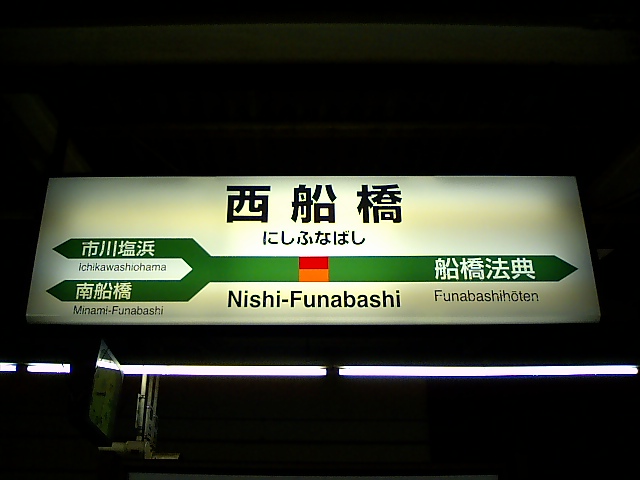 西船橋
にしふなばし
市川塩浜
Ichikawashiohama
南船橋
Minami-Funabashi
Nishi-Funabashi
船橋法典
Funabashihōten